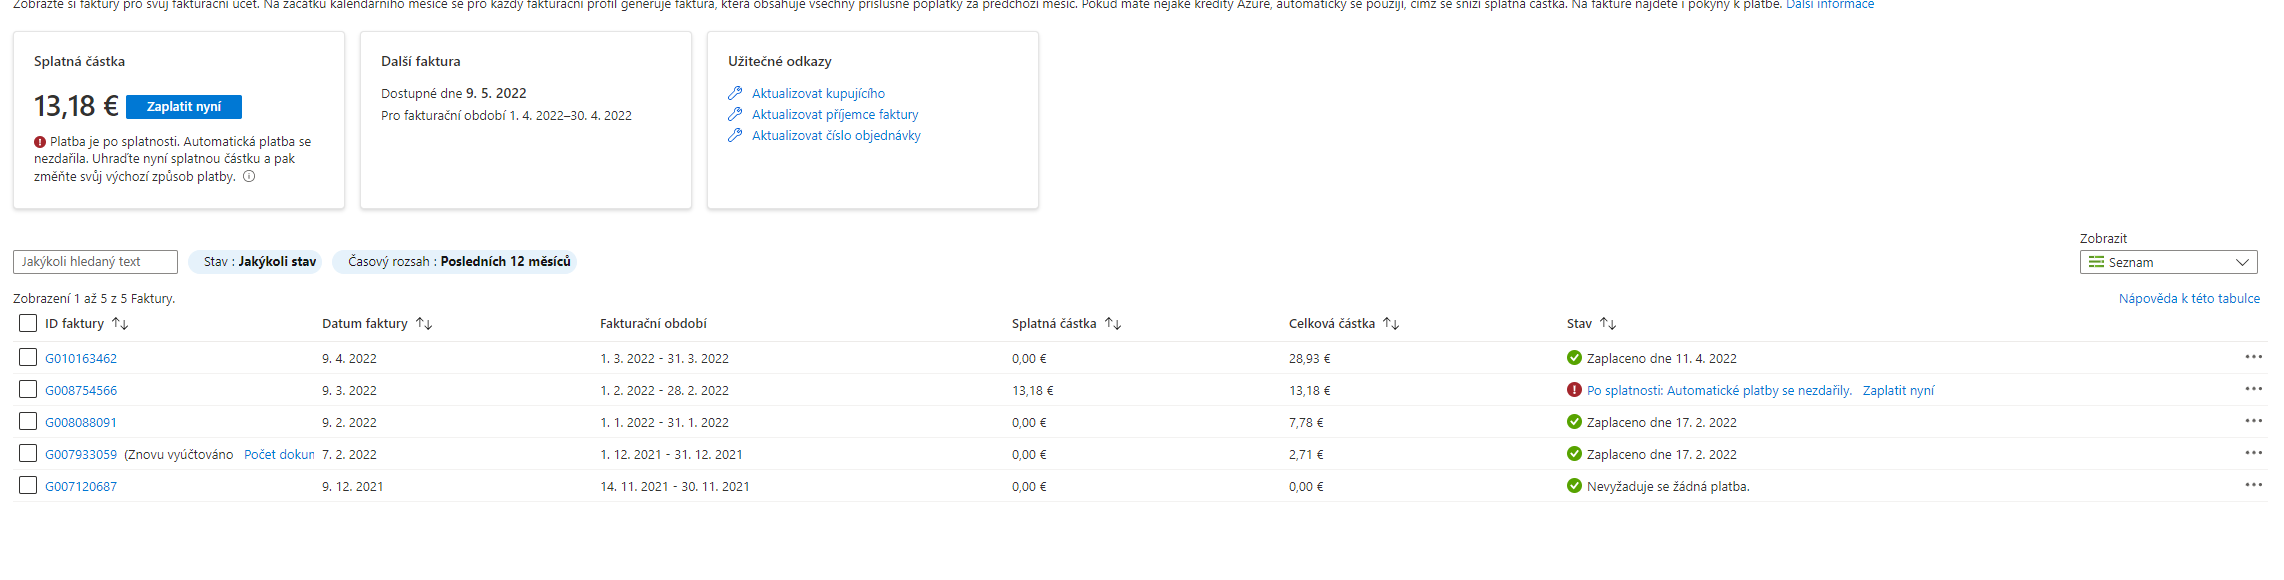 Zobrazte si faktury pro svůj fakturační účet. Na začátku kalendářního měsíce se pro každý fakturační profil generuje faktura, která obsahuje všechny příslušné poplatky za předchozí měsíc. Pokud máte nějaké kredity Azure, automaticky se použijí, čímž se sníží splatná částka. Na faktuře najdete i pokyny k platbě. Další informace
Splatná částka
13,18 € Zaplatit nyní
Platba je po splatnosti. Automatická platba se
nezdařila. Uhraďte nyní splatnou částku a pak
změňte svůj výchozí způsob platby.
Další faktura
Dostupné dne 9. 5. 2022
Pro fakturační období 1. 4. 2022–30. 4. 2022
Užitečné odkazy
Aktualizovat kupujícího
Aktualizovat příjemce faktury
Aktualizovat číslo objednávky
Zobrazit
Jakýkoli hledaný text Stav : Jakýkoli stav Časový rozsah : Posledních 12 měsíců Seznam
Zobrazení 1 až 5 z 5 Faktury. Nápověda k této tabulce
ID faktury Datum faktury Fakturační období Splatná částka Celková částka Stav
G010163462 9. 4. 2022 1. 3. 2022 - 31. 3. 2022 0,00 € 28,93 € Zaplaceno dne 11. 4. 2022
G008754566 9. 3. 2022 1. 2. 2022 - 28. 2. 2022 13,18 € 13,18 € Po splatnosti: Automatické platby se nezdařily. Zaplatit nyní
G008088091 9. 2. 2022 1. 1. 2022 - 31. 1. 2022 0,00 € 7,78 € Zaplaceno dne 17. 2. 2022
G007933059 (Znovu vyúčtováno Počet dokun 7. 2. 2022 1. 12. 2021 - 31. 12. 2021 0,00 € 2,71 € Zaplaceno dne 17. 2. 2022
G007120687 9. 12. 2021 14. 11. 2021 - 30. 11. 2021 0,00 € 0,00 € Nevyžaduje se žádná platba.